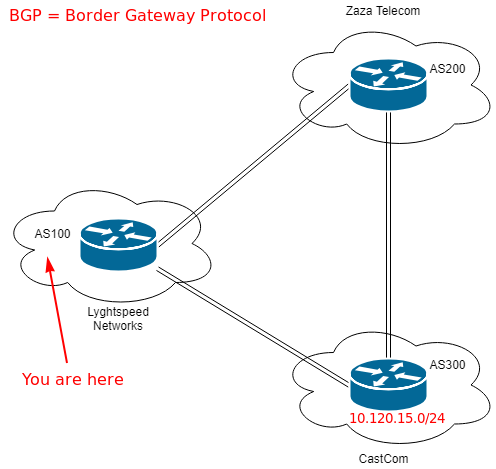 BGP = Border Gateway Protocol
Zaza Telecom
AS200
AS100
Lyghtspeed
Networks
You are here
AS300
10.120.15.0/24
CastCom